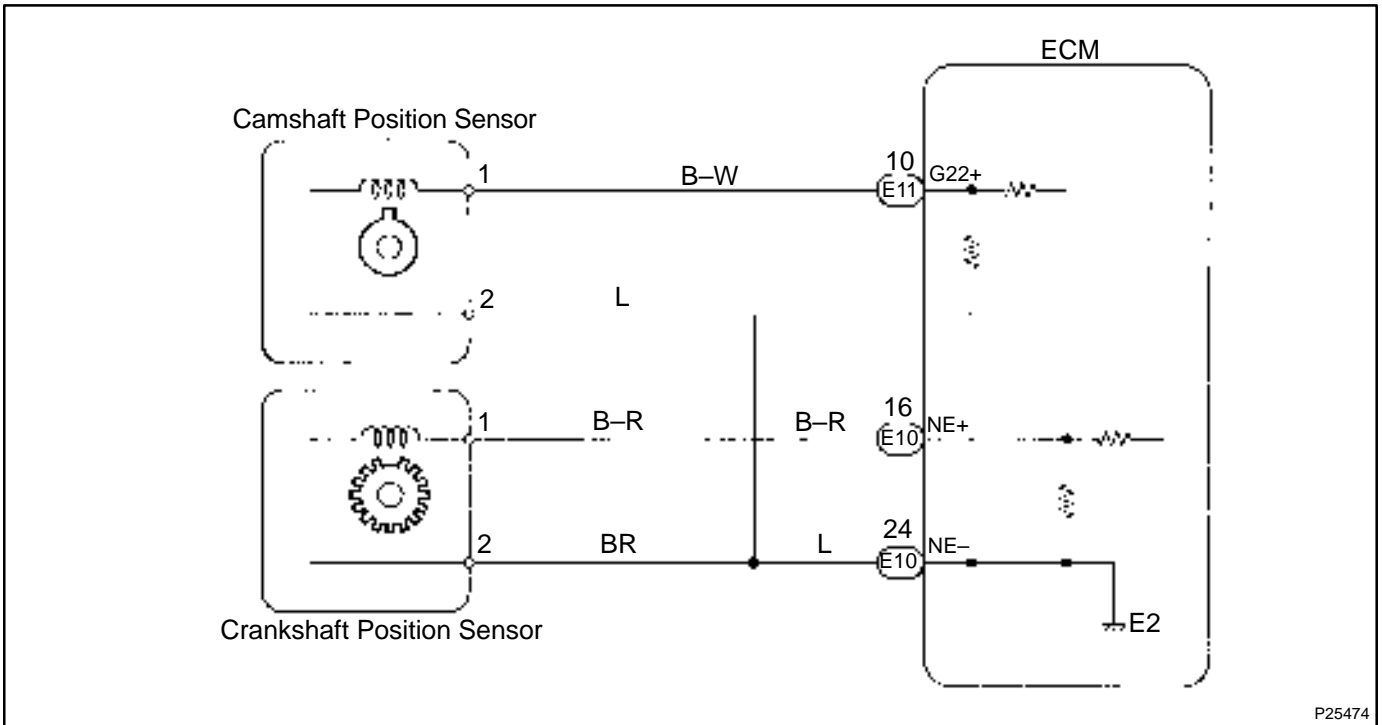 ECM
Camshaft Position Sensor
1
B–W
10
E11
G22+
2
L
1
B–R
B–R
16
E10
NE+
2
BR
L
24
E10
NE–
E2
Crankshaft Position Sensor
P25474